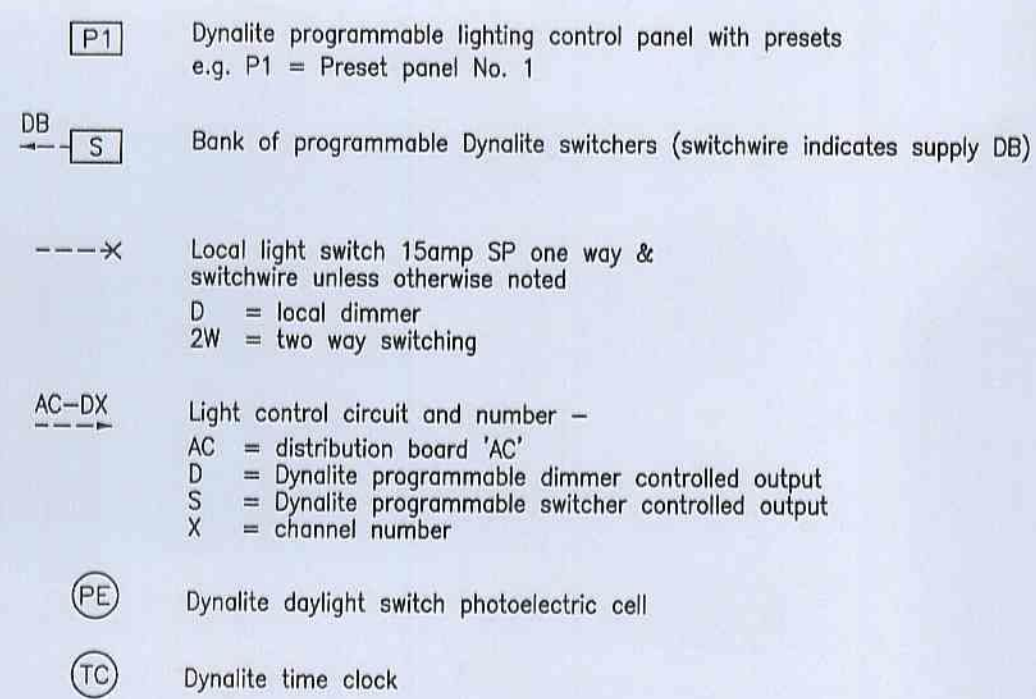 P1 Dynalite programmable lighting control panel with presets
e.g. P1 = Preset panel No. 1
DB
S Bank of programmable Dynalite switchers (switchwire indicates supply DB)
Local light switch 15amp SP one way &
switchwire unless otherwise noted
D = local dimmer
2W = two way switching
AC-DX Light control circuit and number –
AC = distribution board 'AC'
D = Dynalite programmable dimmer controlled output
S = Dynalite programmable switcher controlled output
X = channel number
PE Dynalite daylight switch photoelectric cell
TC Dynalite time clock